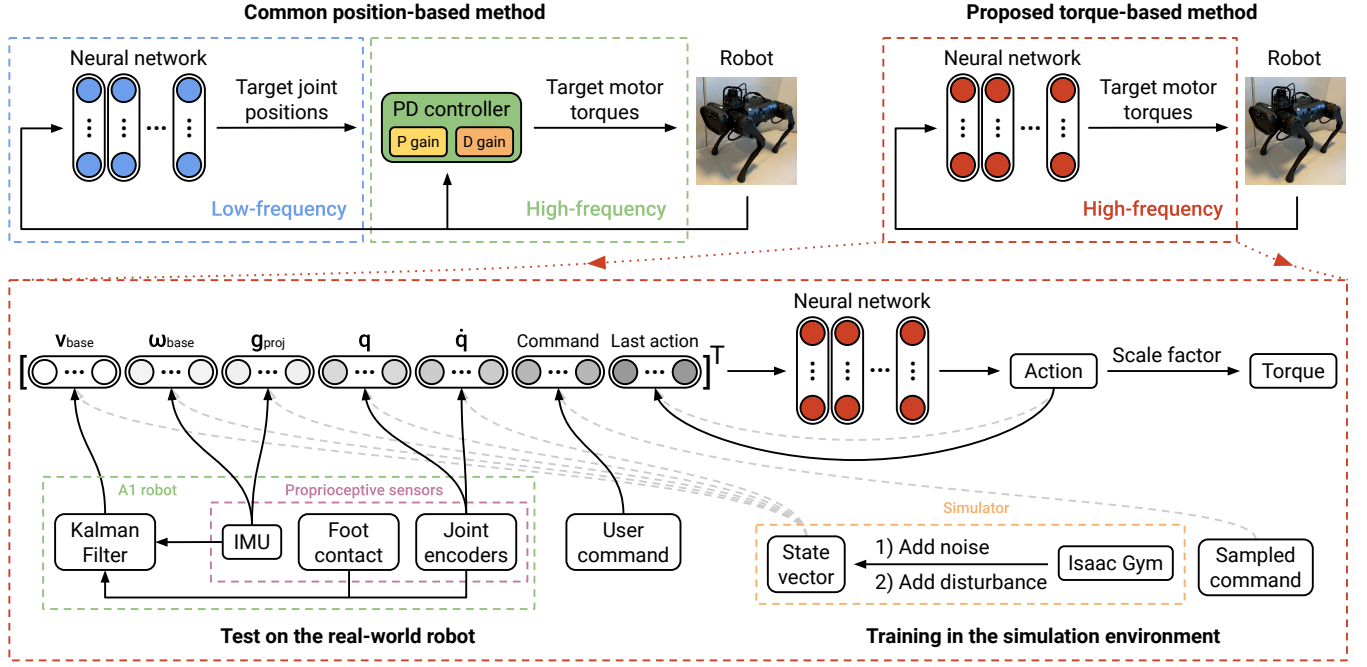 Common position-based method
Proposed torque-based method
Neural network
Target joint
positions
PD controller
P gain
D gain
Target motor
torques
Robot
Low-frequency
High-frequency
Neural network
Target motor
torques
Robot
High-frequency
[ v base ω base g proj q q̇ Command Last action ] T
Neural network
Action
Scale factor
Torque
A1 robot
Proprioceptive sensors
Kalman
Filter
IMU
Foot
contact
Joint
encoders
User
command
Simulator
State
vector
1) Add noise
2) Add disturbance
Isaac Gym
Sampled
command
Test on the real-world robot
Training in the simulation environment